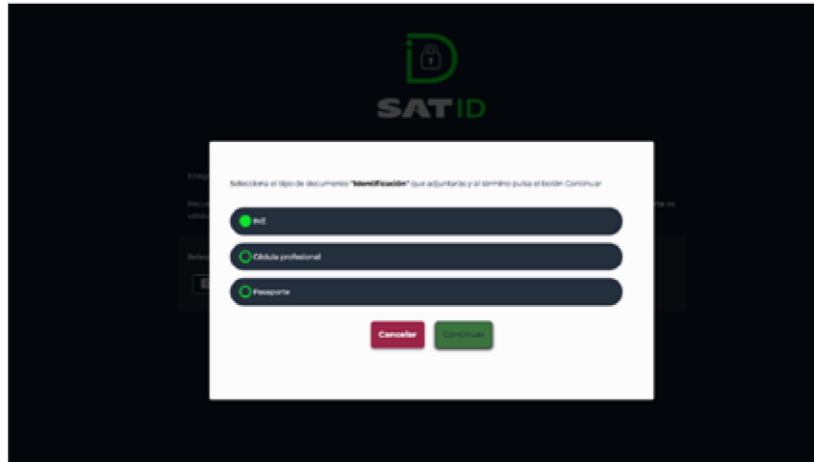 SAT ID
Selecciona el tipo de documento "Identificación" que adjuntarás y al término pulsa el botón Continuar
INE
Cédula profesional
Pasaporte
Cancelar
Continuar